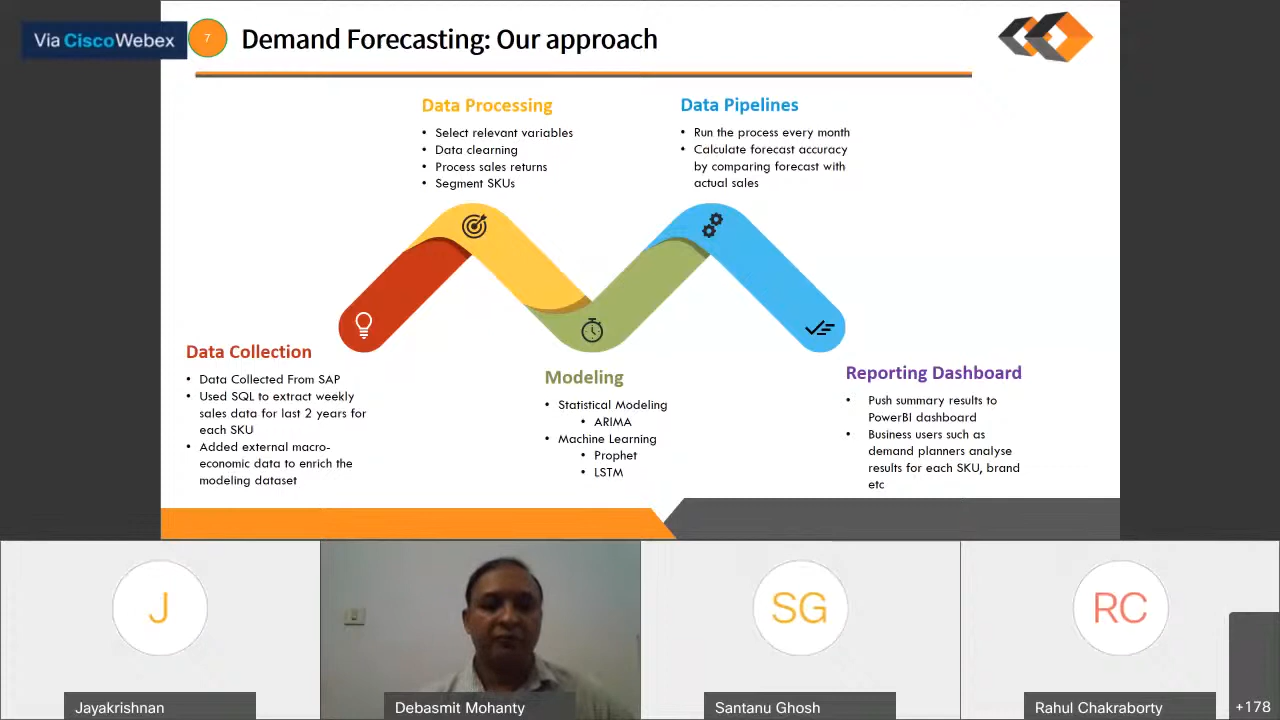 Via CiscoWebex
7
Demand Forecasting: Our approach
Data Processing
• Select relevant variables
• Data clearning
• Process sales returns
• Segment SKUs
Data Pipelines
• Run the process every month
• Calculate forecast accuracy
by comparing forecast with
actual sales
Data Collection
• Data Collected From SAP
• Used SQL to extract weekly
sales data for last 2 years for
each SKU
• Added external macro-
economic data to enrich the
modeling dataset
Modeling
• Statistical Modeling
• ARIMA
• Machine Learning
• Prophet
• LSTM
Reporting Dashboard
• Push summary results to
PowerBI dashboard
• Business users such as
demand planners analyse
results for each SKU, brand
etc
J
SG
RC
Jayakrishnan
Debasmit Mohanty
Santanu Ghosh
Rahul Chakraborty
+178